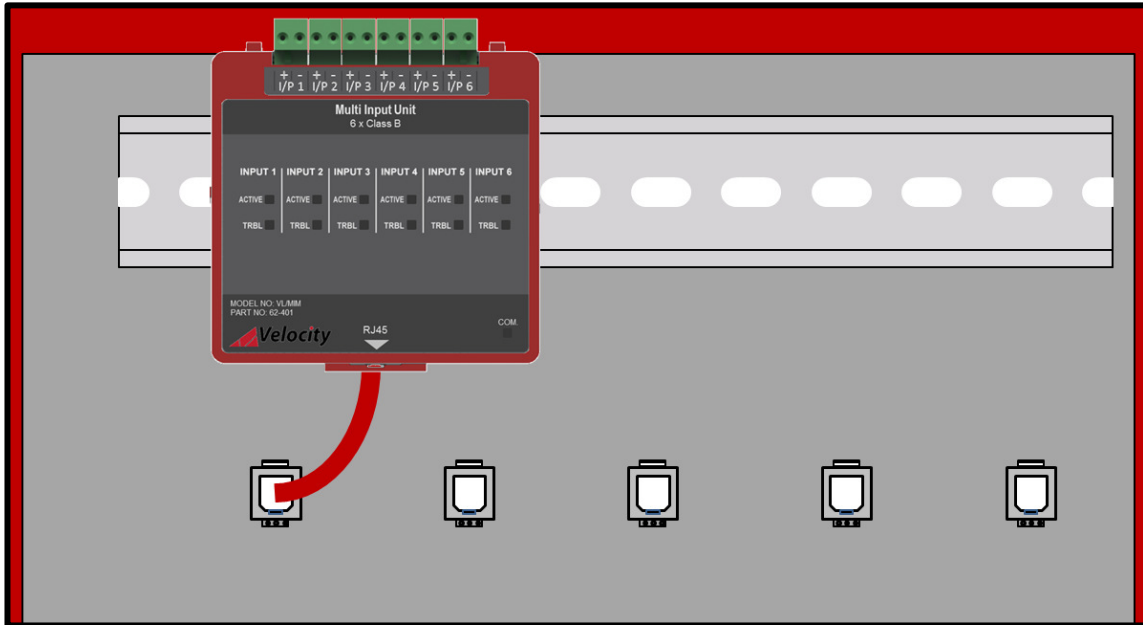 + - + - + - + - + - + -
I/P 1 I/P 2 I/P 3 I/P 4 I/P 5 I/P 6
Multi Input Unit
6 x Class B
INPUT 1 INPUT 2 INPUT 3 INPUT 4 INPUT 5 INPUT 6
ACTIVE ACTIVE ACTIVE ACTIVE ACTIVE ACTIVE
TRBL TRBL TRBL TRBL TRBL TRBL
MODEL NO: VL/MIM
PART NO: 62-401
Velocity
RJ45
COM.